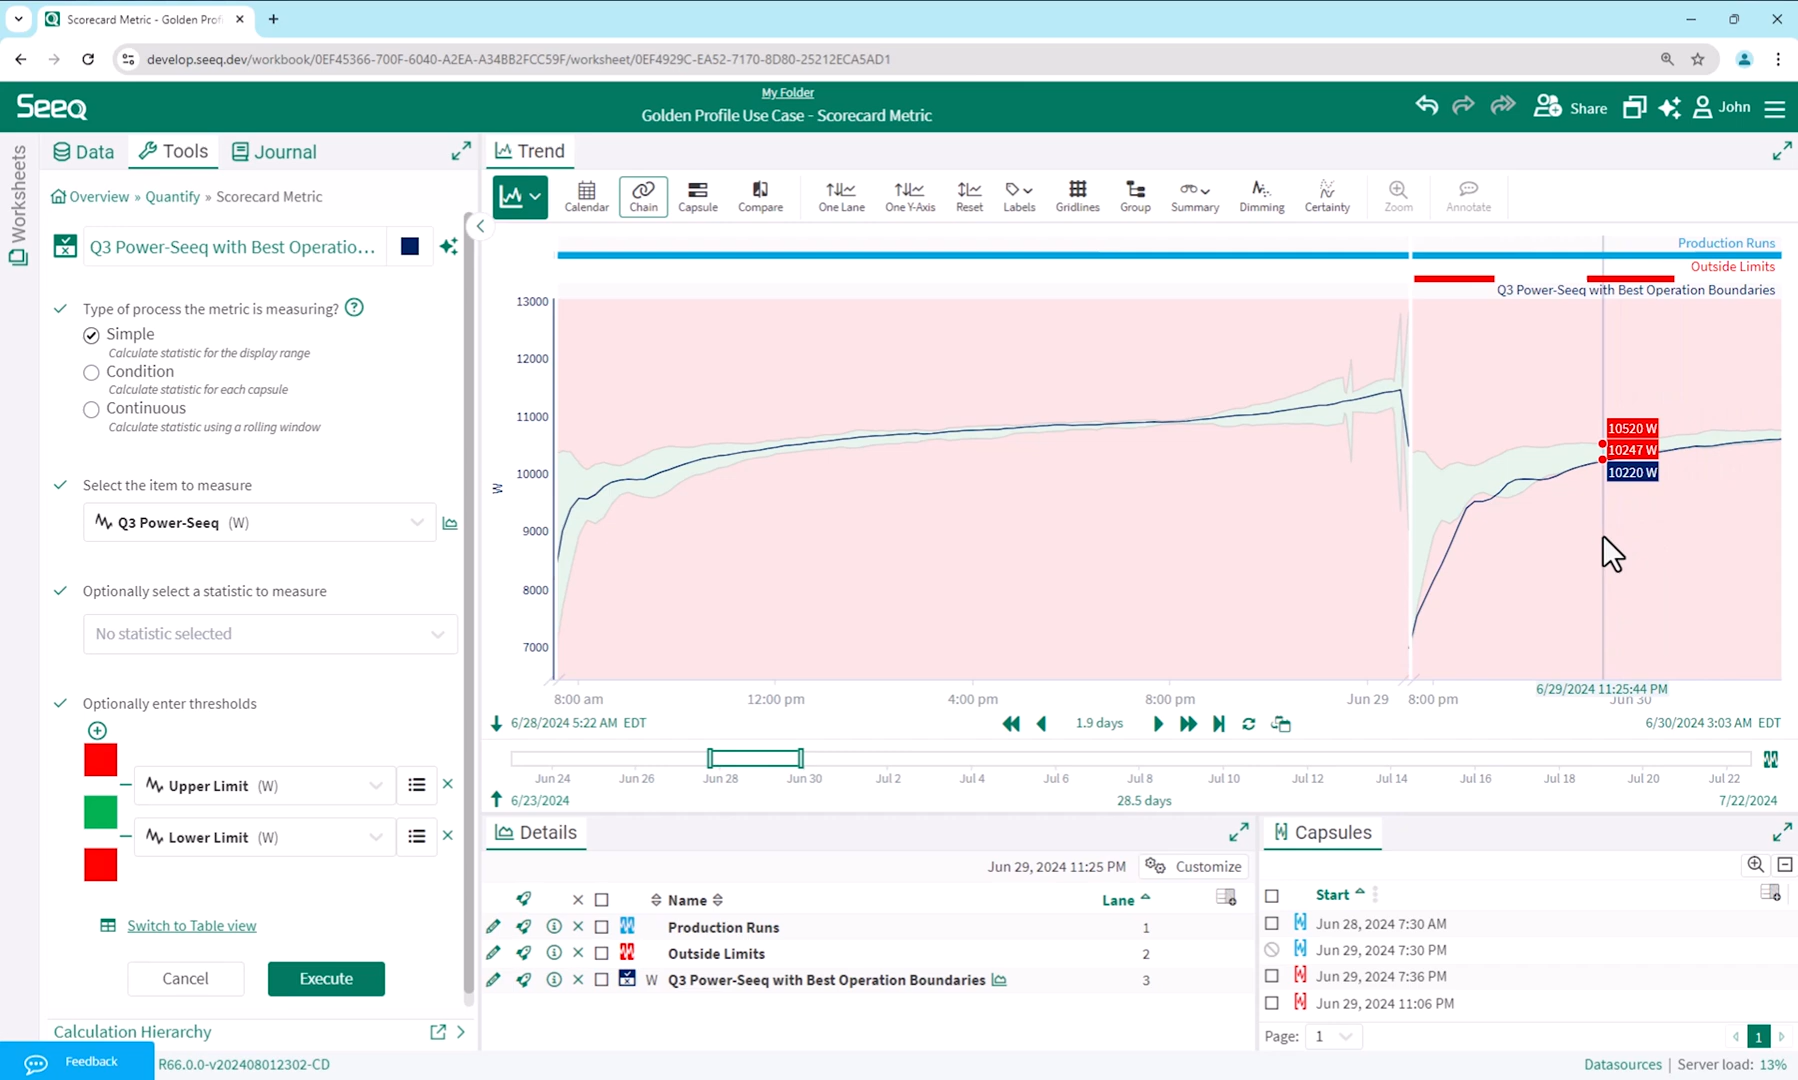 Scorecard Metric - Golden Prof
develop.seeq.dev/workbook/0EF45366-700F-6040-A2EA-A34BB2FCC59F/worksheet/0EF4929C-EA52-7170-8D80-25212ECA5AD1
Seeq
My Folder
Golden Profile Use Case - Scorecard Metric
Share
John
Worksheets
Data
Tools
Journal
Overview » Quantify » Scorecard Metric
Q3 Power-Seeq with Best Operatio...
Type of process the metric is measuring?
Simple
Calculate statistic for the display range
Condition
Calculate statistic for each capsule
Continuous
Calculate statistic using a rolling window
Select the item to measure
Q3 Power-Seeq (W)
Optionally select a statistic to measure
No statistic selected
Optionally enter thresholds
Upper Limit (W)
Lower Limit (W)
Switch to Table view
Cancel
Execute
Calculation Hierarchy
Feedback
R66.0.0-v202408012302-CD
Trend
Calendar
Chain
Capsule
Compare
One Lane
One Y-Axis
Reset
Labels
Gridlines
Group
Summary
Dimming
Certainty
Zoom
Annotate
Production Runs
Outside Limits
Q3 Power-Seeq with Best Operation Boundaries
13000
12000
11000
10000
9000
8000
7000
W
10520 W
10247 W
10220 W
6/29/2024 11:25:44 PM
8:00 am
12:00 pm
4:00 pm
8:00 pm
Jun 29
8:00 pm
Jun 30
6/28/2024 5:22 AM EDT
1.9 days
6/30/2024 3:03 AM EDT
Jun 24
Jun 26
Jun 28
Jun 30
Jul 2
Jul 4
Jul 6
Jul 8
Jul 10
Jul 12
Jul 14
Jul 16
Jul 18
Jul 20
Jul 22
6/23/2024
28.5 days
7/22/2024
Details
Jun 29, 2024 11:25 PM
Customize
Name
Lane
Production Runs
1
Outside Limits
2
W Q3 Power-Seeq with Best Operation Boundaries
3
Capsules
Start
Jun 28, 2024 7:30 AM
Jun 29, 2024 7:30 PM
Jun 29, 2024 7:36 PM
Jun 29, 2024 11:06 PM
Page: 1
1
Datasources
Server load: 13%